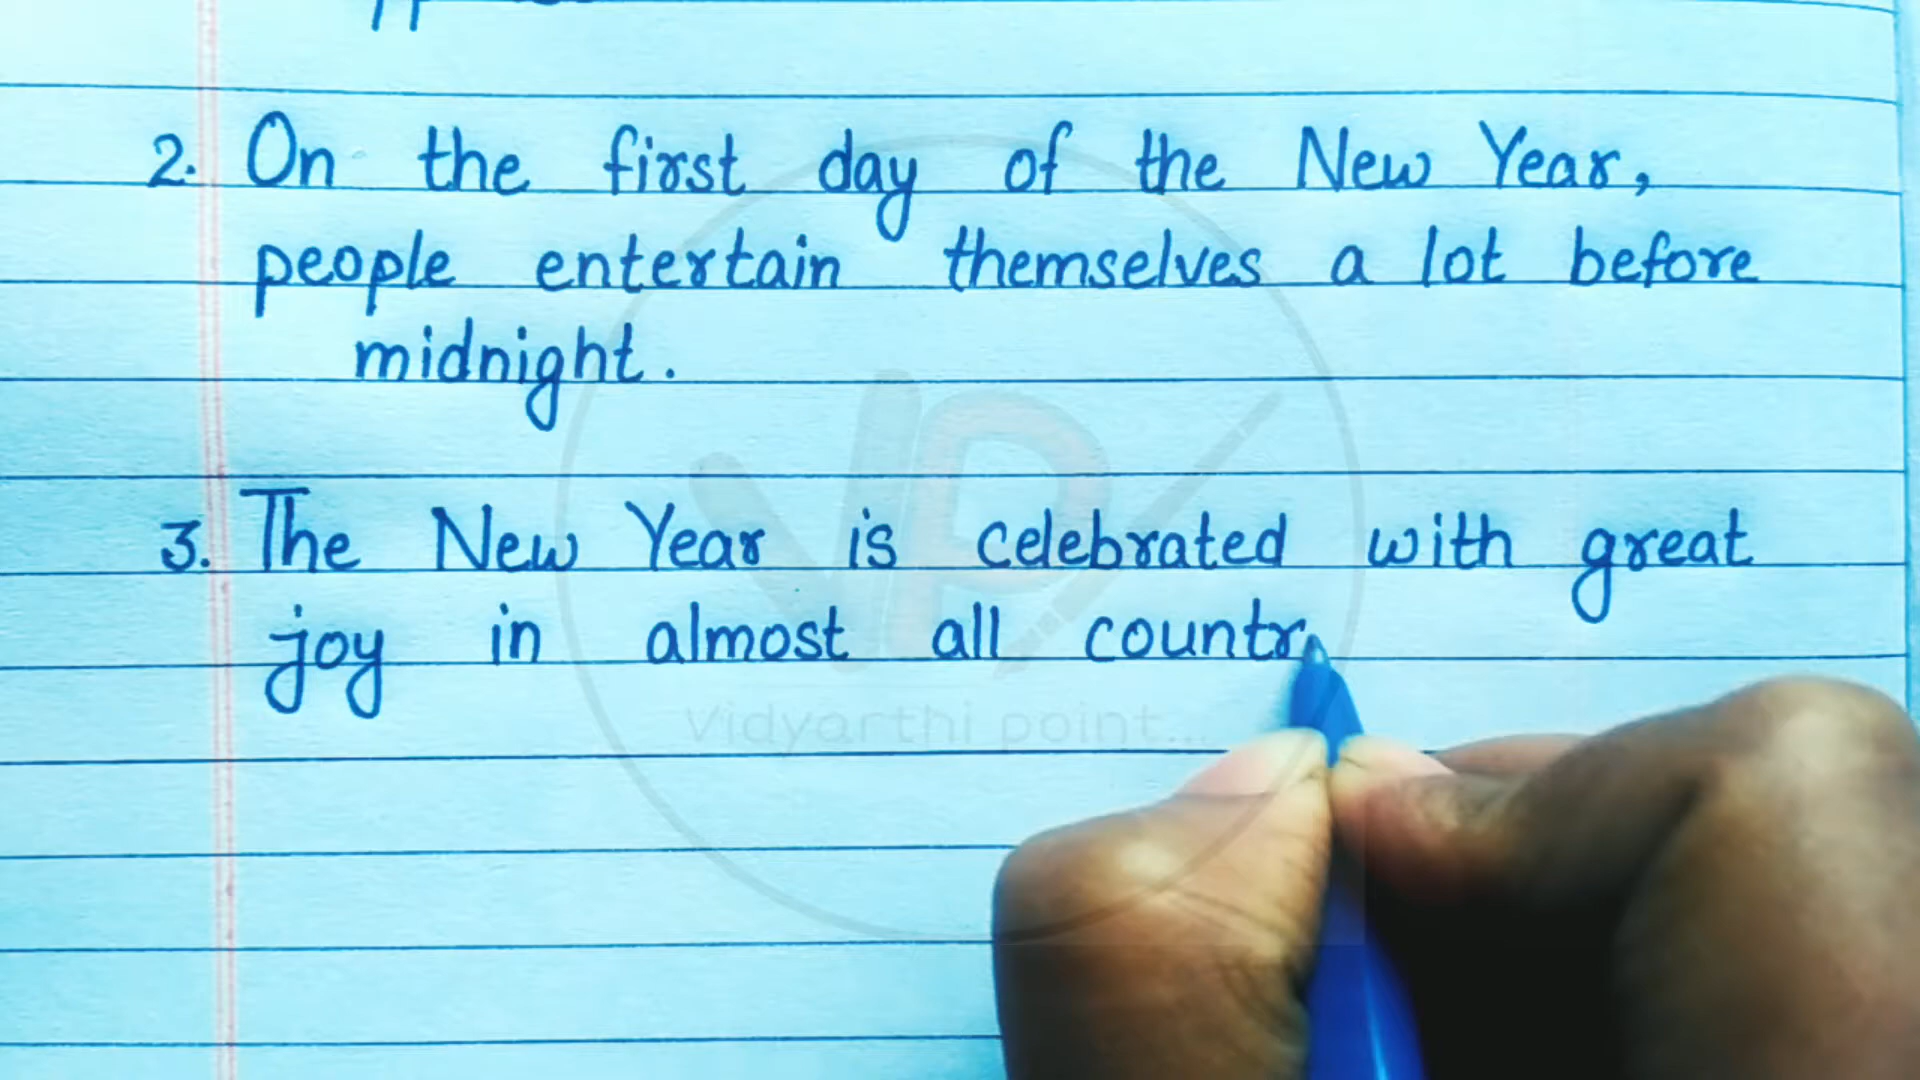 2. On the first day of the New Year,
people entertain themselves a lot before
midnight.
3. The New Year is celebrated with great
joy in almost all countr
Vidyarthi point...